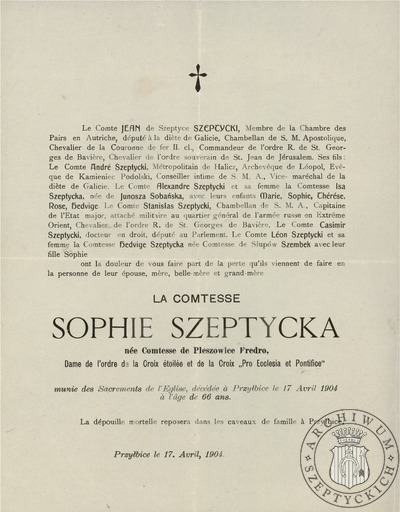 Le Comte JEAN de Szeptyce SZEPCYCKI, Membre de la Chambre des
Pairs en Autriche, député à la diète de Galicie, Chambellan de S. M. Apostolique,
Chevalier de la Couronne de fer II. cl., Commandeur de l'ordre R. de St. Geor-
ges de Bavière, Chevalier de l'ordre souverain de St. Jean de Jérusalem. Ses fils:
Le Comte André Szeptycki, Métropolitain de Halicz, Archevêque de Léopol, Evê-
que de Kamieniec Podolski, Conseiller intime de S. M. A., Vice- maréchal de la
diète de Galicie. Le Comte Alexandre Szeptycki et sa femme la Comtesse Isa
Szeptycka, née de Junosza Sobańska, avec leurs enfants Marie, Sophie, Thérèse,
Rose, Hedvige. Le Comte Stanislas Szeptycki, Chambellan de S. M. A., Capitaine
de l'Etat major, attaché militaire au quartier général de l'armée russe en Extrême
Orient, Chevalier de l'ordre R. de St. Georges de Bavière. Le Comte Casimir
Szeptycki, docteur en droit, député au Parlement. Le Comte Léon Szeptycki et sa
femme la Comtesse Hedvige Szeptycka née Comtesse de Słupów Szembek avec leur
fille Sophie
ont la douleur de vous faire part de la perte qu'ils viennent de faire en
la personne de leur épouse, mère, belle-mère et grand-mère
LA COMTESSE
SOPHIE SZEPTYCKA
née Comtesse de Pleszowice Fredro,
Dame de l'ordre de la Croix étoilée et de la Croix „Pro Ecclesia et Pontifice"
munie des Sacrements de l'Eglise, décédée à Przyłbice le 17 Avril 1904
à l'âge de 66 ans.
La dépouille mortelle reposera dans les caveaux de famille à Przyłbice.
Przyłbice le 17. Avril, 1904.
ARCHIWUM
SZEPTYCKICH